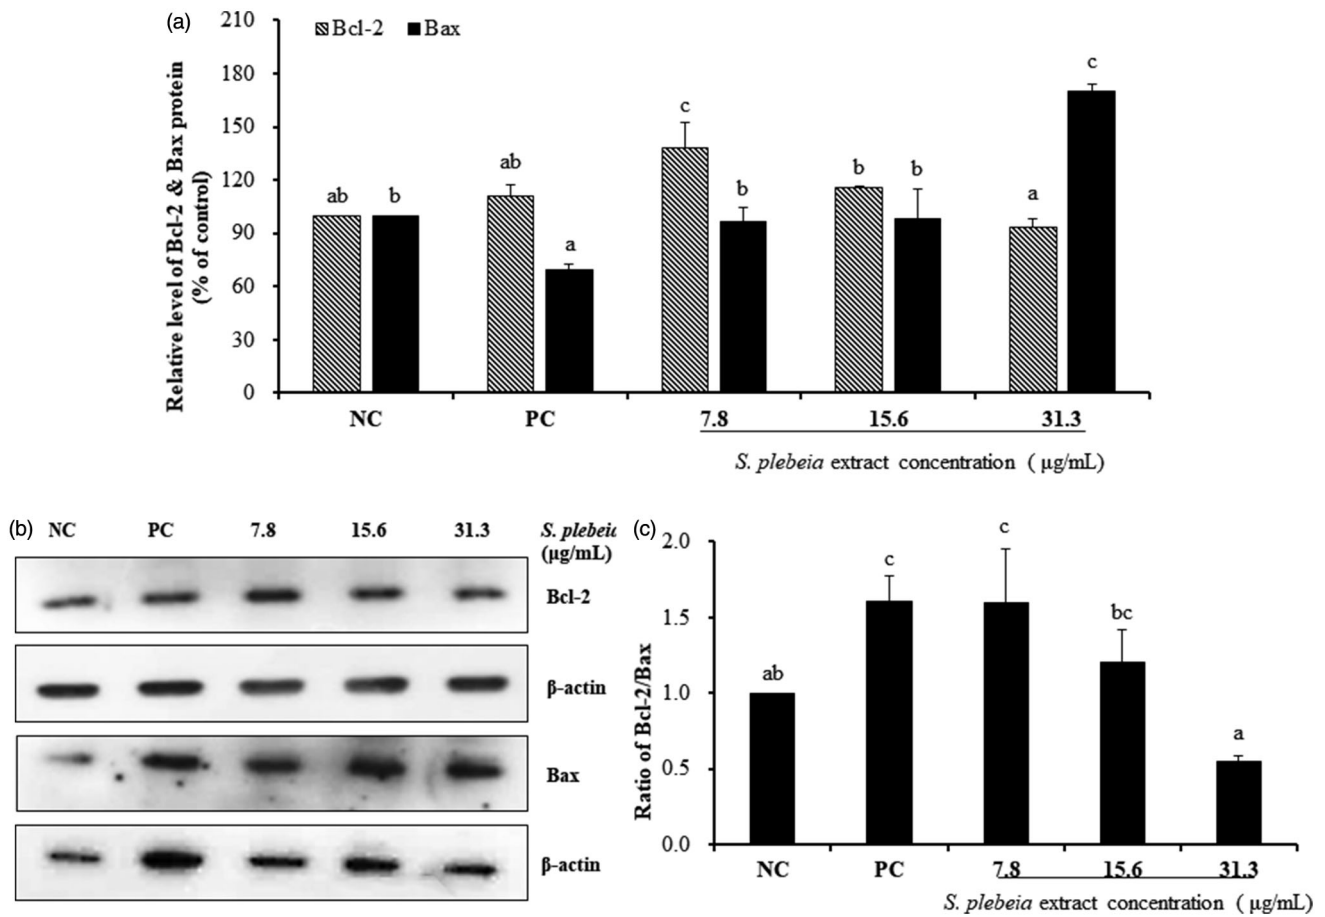 (a)
Bcl-2 Bax
Relative level of Bcl-2 & Bax protein
(% of control)
210
180
150
120
90
60
30
0
ab b ab a c b b b a c
NC PC 7.8 15.6 31.3
S. plebeia extract concentration ( µg/mL)
(b) NC PC 7.8 15.6 31.3 S. plebeia
(µg/mL)
Bcl-2
β-actin
Bax
β-actin
(c)
Ratio of Bcl-2/Bax
2.0
1.5
1.0
0.5
0.0
ab c c bc a
NC PC 7.8 15.6 31.3
S. plebeia extract concentration ( µg/mL)